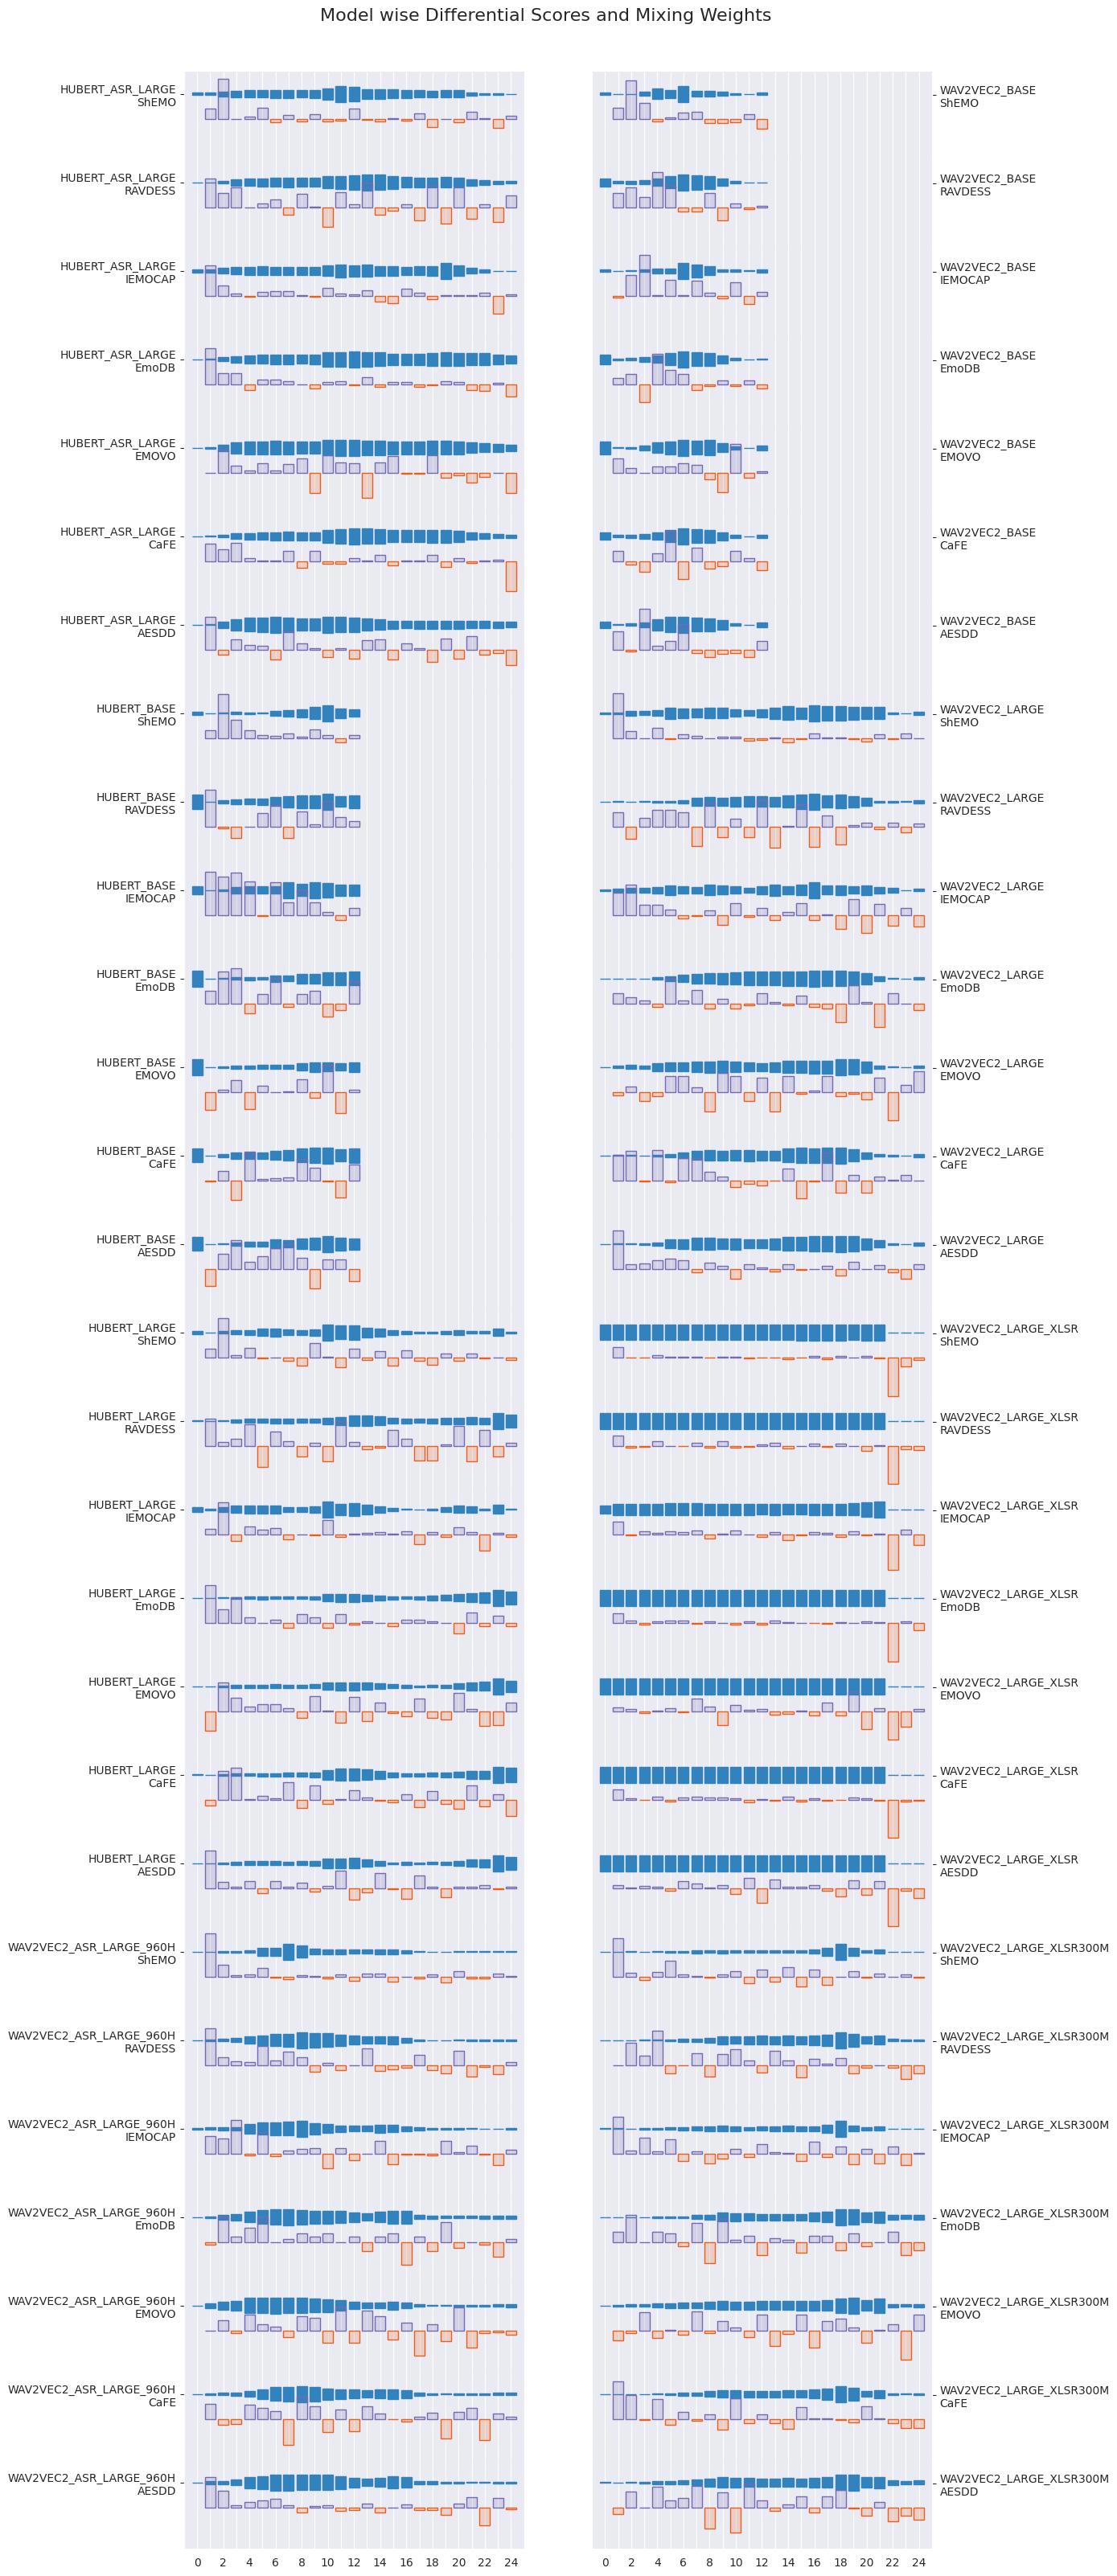 Model wise Differential Scores and Mixing Weights
HUBERT_ASR_LARGE
ShEMO
HUBERT_ASR_LARGE
RAVDESS
HUBERT_ASR_LARGE
IEMOCAP
HUBERT_ASR_LARGE
EmoDB
HUBERT_ASR_LARGE
EMOVO
HUBERT_ASR_LARGE
CaFE
HUBERT_ASR_LARGE
AESDD
HUBERT_BASE
ShEMO
HUBERT_BASE
RAVDESS
HUBERT_BASE
IEMOCAP
HUBERT_BASE
EmoDB
HUBERT_BASE
EMOVO
HUBERT_BASE
CaFE
HUBERT_BASE
AESDD
HUBERT_LARGE
ShEMO
HUBERT_LARGE
RAVDESS
HUBERT_LARGE
IEMOCAP
HUBERT_LARGE
EmoDB
HUBERT_LARGE
EMOVO
HUBERT_LARGE
CaFE
HUBERT_LARGE
AESDD
WAV2VEC2_ASR_LARGE_960H
ShEMO
WAV2VEC2_ASR_LARGE_960H
RAVDESS
WAV2VEC2_ASR_LARGE_960H
IEMOCAP
WAV2VEC2_ASR_LARGE_960H
EmoDB
WAV2VEC2_ASR_LARGE_960H
EMOVO
WAV2VEC2_ASR_LARGE_960H
CaFE
WAV2VEC2_ASR_LARGE_960H
AESDD
0 2 4 6 8 10 12 14 16 18 20 22 24
WAV2VEC2_BASE
ShEMO
WAV2VEC2_BASE
RAVDESS
WAV2VEC2_BASE
IEMOCAP
WAV2VEC2_BASE
EmoDB
WAV2VEC2_BASE
EMOVO
WAV2VEC2_BASE
CaFE
WAV2VEC2_BASE
AESDD
WAV2VEC2_LARGE
ShEMO
WAV2VEC2_LARGE
RAVDESS
WAV2VEC2_LARGE
IEMOCAP
WAV2VEC2_LARGE
EmoDB
WAV2VEC2_LARGE
EMOVO
WAV2VEC2_LARGE
CaFE
WAV2VEC2_LARGE
AESDD
WAV2VEC2_LARGE_XLSR
ShEMO
WAV2VEC2_LARGE_XLSR
RAVDESS
WAV2VEC2_LARGE_XLSR
IEMOCAP
WAV2VEC2_LARGE_XLSR
EmoDB
WAV2VEC2_LARGE_XLSR
EMOVO
WAV2VEC2_LARGE_XLSR
CaFE
WAV2VEC2_LARGE_XLSR
AESDD
WAV2VEC2_LARGE_XLSR300M
ShEMO
WAV2VEC2_LARGE_XLSR300M
RAVDESS
WAV2VEC2_LARGE_XLSR300M
IEMOCAP
WAV2VEC2_LARGE_XLSR300M
EmoDB
WAV2VEC2_LARGE_XLSR300M
EMOVO
WAV2VEC2_LARGE_XLSR300M
CaFE
WAV2VEC2_LARGE_XLSR300M
AESDD
0 2 4 6 8 10 12 14 16 18 20 22 24